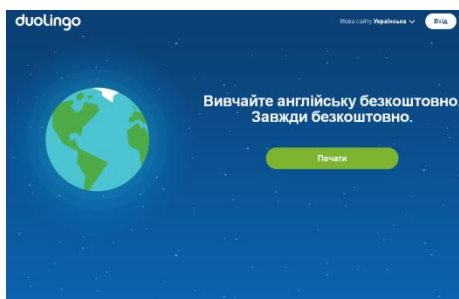 duolingo
Мова сайту Українська
Вхід
Вивчайте англійську безкоштовно.
Завжди безкоштовно.
Почати